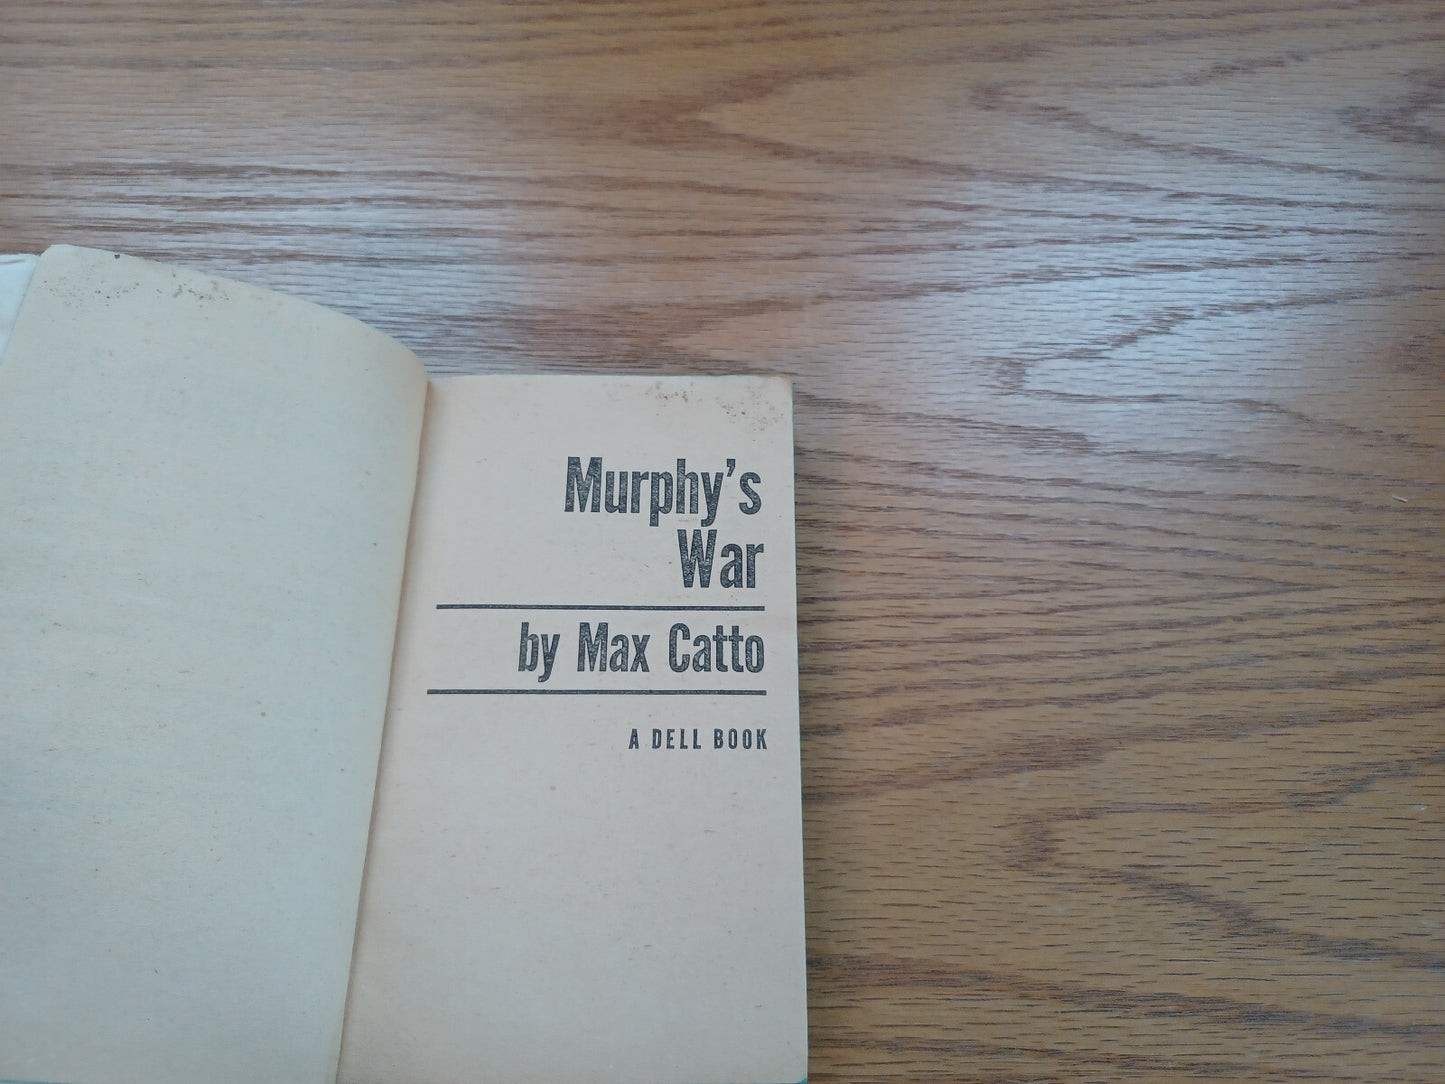 Murphy's
War
by Max Catto
A DELL BOOK